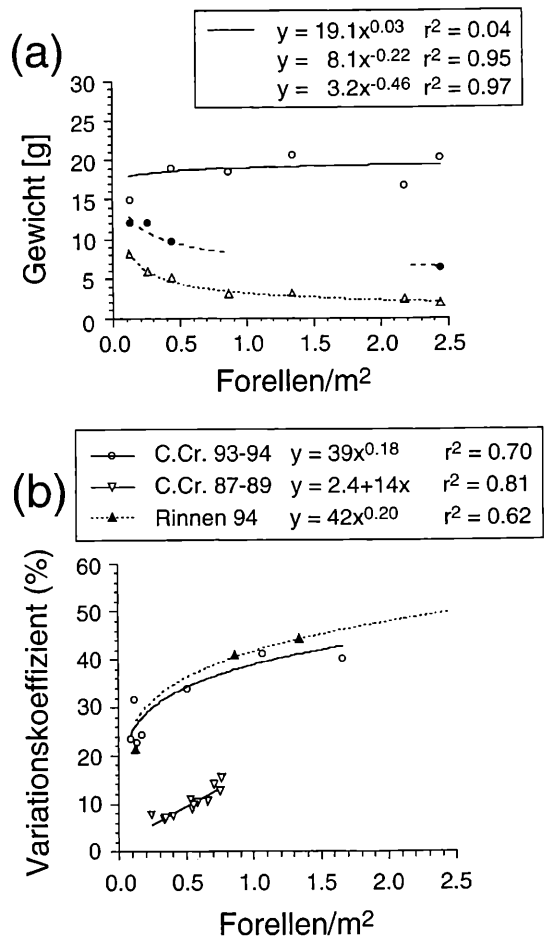 (a)
y = 19.1x^0.03 r² = 0.04
y = 8.1x^-0.22 r² = 0.95
y = 3.2x^-0.46 r² = 0.97
Gewicht [g]
30
25
20
15
10
5
0
0.0 0.5 1.0 1.5 2.0 2.5
Forellen/m²
(b)
C.Cr. 93-94 y = 39x^0.18 r² = 0.70
C.Cr. 87-89 y = 2.4+14x r² = 0.81
Rinnen 94 y = 42x^0.20 r² = 0.62
Variationskoeffizient (%)
60
50
40
30
20
10
0
0.0 0.5 1.0 1.5 2.0 2.5
Forellen/m²